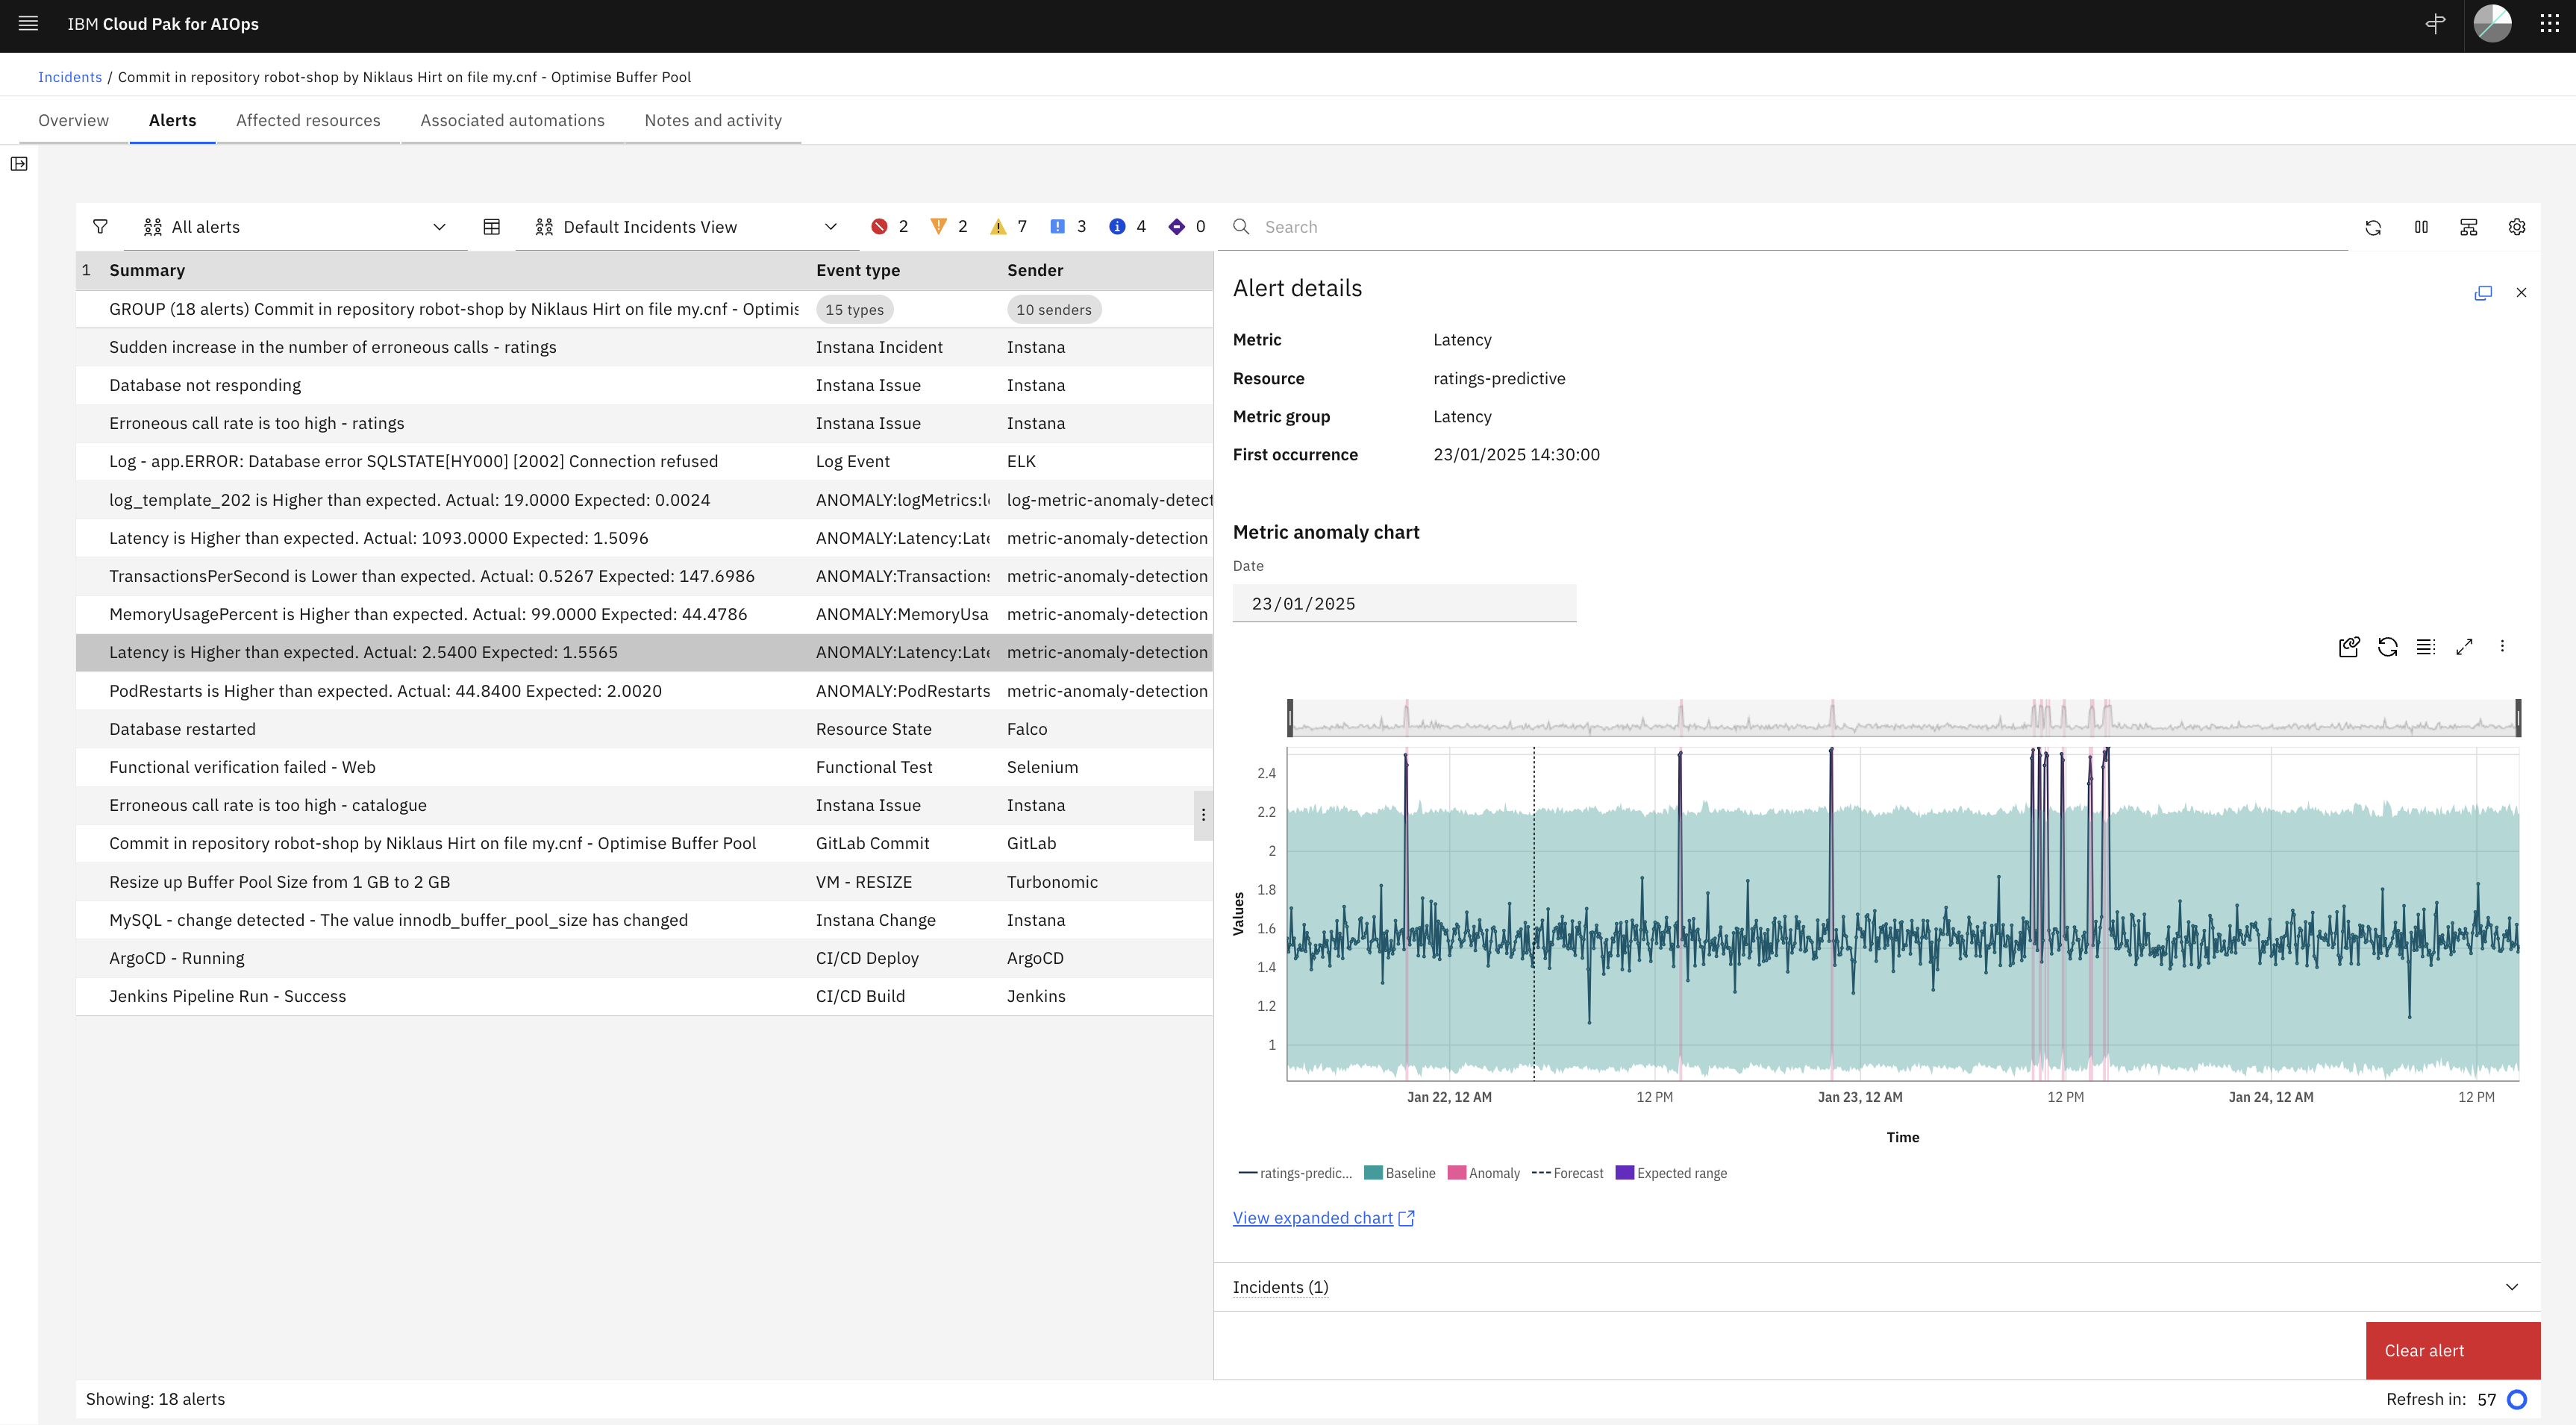 IBM Cloud Pak for AIOps
Incidents / Commit in repository robot-shop by Niklaus Hirt on file my.cnf - Optimise Buffer Pool
Overview Alerts Affected resources Associated automations Notes and activity
All alerts Default Incidents View 2 2 7 3 4 0 Search
1 Summary Event type Sender
GROUP (18 alerts) Commit in repository robot-shop by Niklaus Hirt on file my.cnf - Optimis 15 types 10 senders
Sudden increase in the number of erroneous calls - ratings Instana Incident Instana
Database not responding Instana Issue Instana
Erroneous call rate is too high - ratings Instana Issue Instana
Log - app.ERROR: Database error SQLSTATE[HY000] [2002] Connection refused Log Event ELK
log_template_202 is Higher than expected. Actual: 19.0000 Expected: 0.0024 ANOMALY:logMetrics:l log-metric-anomaly-detect
Latency is Higher than expected. Actual: 1093.0000 Expected: 1.5096 ANOMALY:Latency:Late metric-anomaly-detection
TransactionsPerSecond is Lower than expected. Actual: 0.5267 Expected: 147.6986 ANOMALY:Transactions metric-anomaly-detection
MemoryUsagePercent is Higher than expected. Actual: 99.0000 Expected: 44.4786 ANOMALY:MemoryUsa metric-anomaly-detection
Latency is Higher than expected. Actual: 2.5400 Expected: 1.5565 ANOMALY:Latency:Late metric-anomaly-detection
PodRestarts is Higher than expected. Actual: 44.8400 Expected: 2.0020 ANOMALY:PodRestarts metric-anomaly-detection
Database restarted Resource State Falco
Functional verification failed - Web Functional Test Selenium
Erroneous call rate is too high - catalogue Instana Issue Instana
Commit in repository robot-shop by Niklaus Hirt on file my.cnf - Optimise Buffer Pool GitLab Commit GitLab
Resize up Buffer Pool Size from 1 GB to 2 GB VM - RESIZE Turbonomic
MySQL - change detected - The value innodb_buffer_pool_size has changed Instana Change Instana
ArgoCD - Running CI/CD Deploy ArgoCD
Jenkins Pipeline Run - Success CI/CD Build Jenkins
Alert details
Metric Latency
Resource ratings-predictive
Metric group Latency
First occurrence 23/01/2025 14:30:00
Metric anomaly chart
Date
23/01/2025
2.4
2.2
2
1.8
1.6
1.4
1.2
1
Values
Jan 22, 12 AM 12 PM Jan 23, 12 AM 12 PM Jan 24, 12 AM 12 PM
Time
ratings-predic... Baseline Anomaly Forecast Expected range
View expanded chart
Incidents (1)
Clear alert
Showing: 18 alerts Refresh in: 57